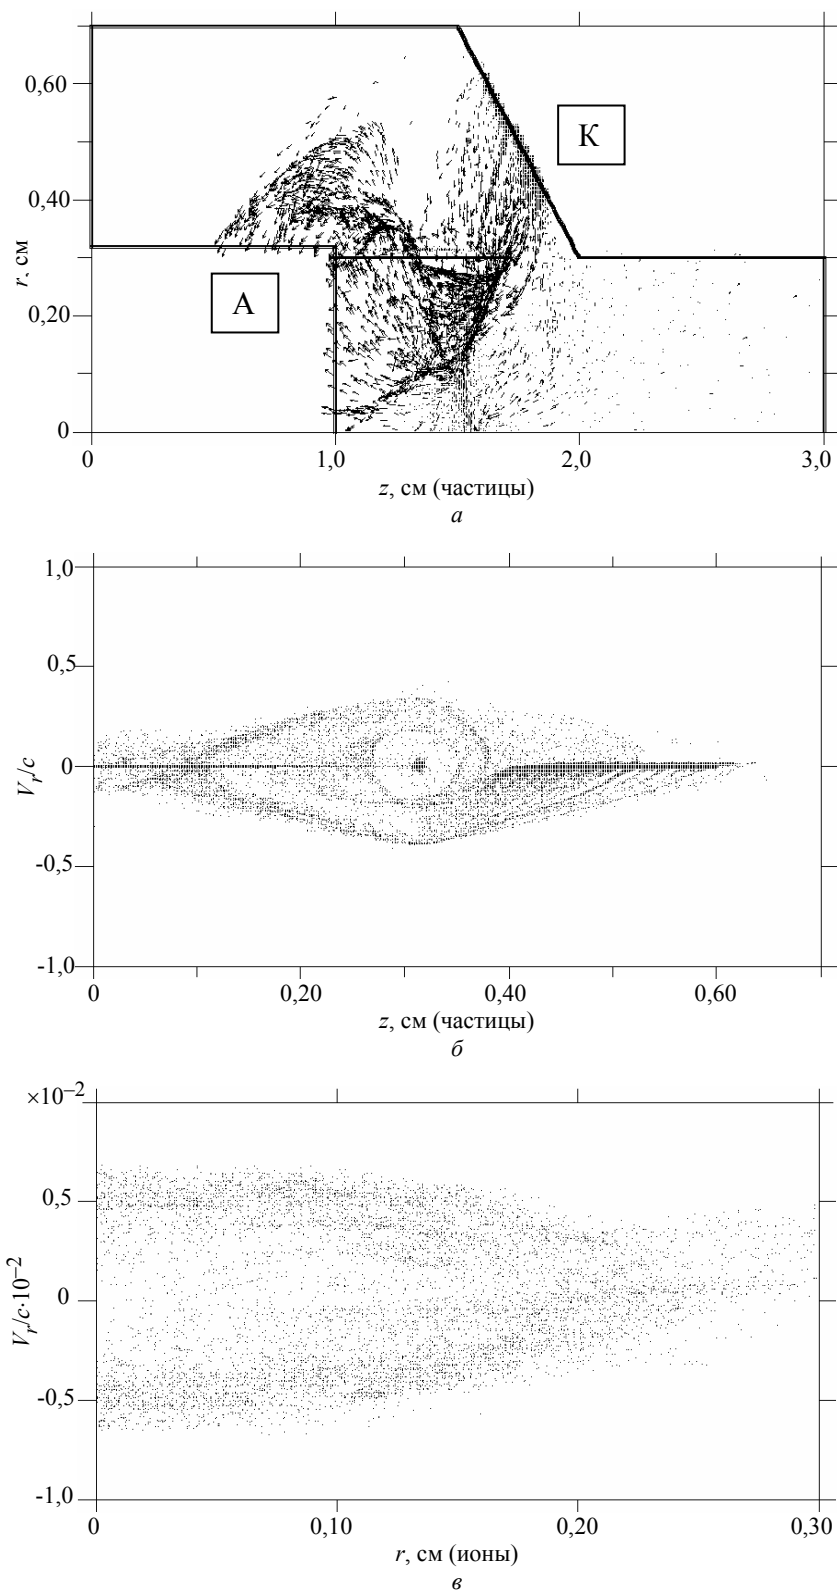 0,60
К
0,40
r, см
А
0,20
0
0
1,0
2,0
3,0
z, см (частицы)
а
1,0
0,5
V_r/c
0
-0,5
-1,0
0
0,20
0,40
0,60
z, см (частицы)
б
×10⁻²
0,5
V_r/c·10⁻²
0
-0,5
-1,0
0
0,10
0,20
0,30
r, см (ионы)
в